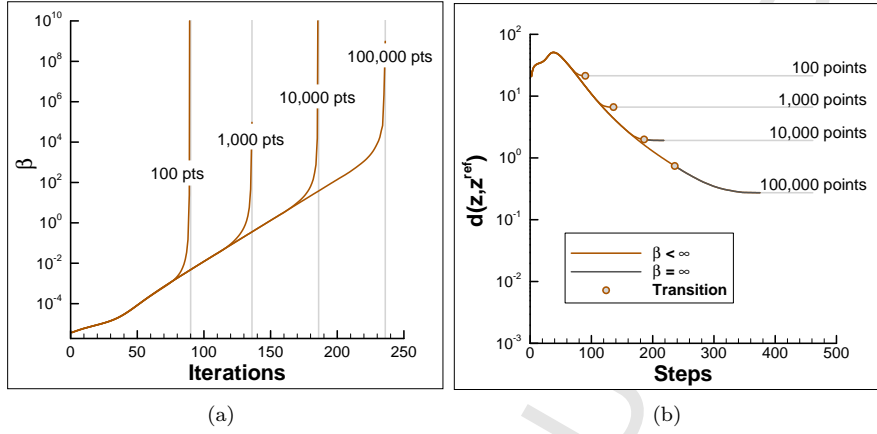 10^10
10^8
10^6
10^4
10^2
10^0
10^-2
10^-4
β
100,000 pts
10,000 pts
1,000 pts
100 pts
0 50 100 150 200 250
Iterations
(a)
10^2
10^1
10^0
10^-1
10^-2
10^-3
d(z,z^ref)
100 points
1,000 points
10,000 points
100,000 points
β < ∞
β = ∞
Transition
0 100 200 300 400 500
Steps
(b)